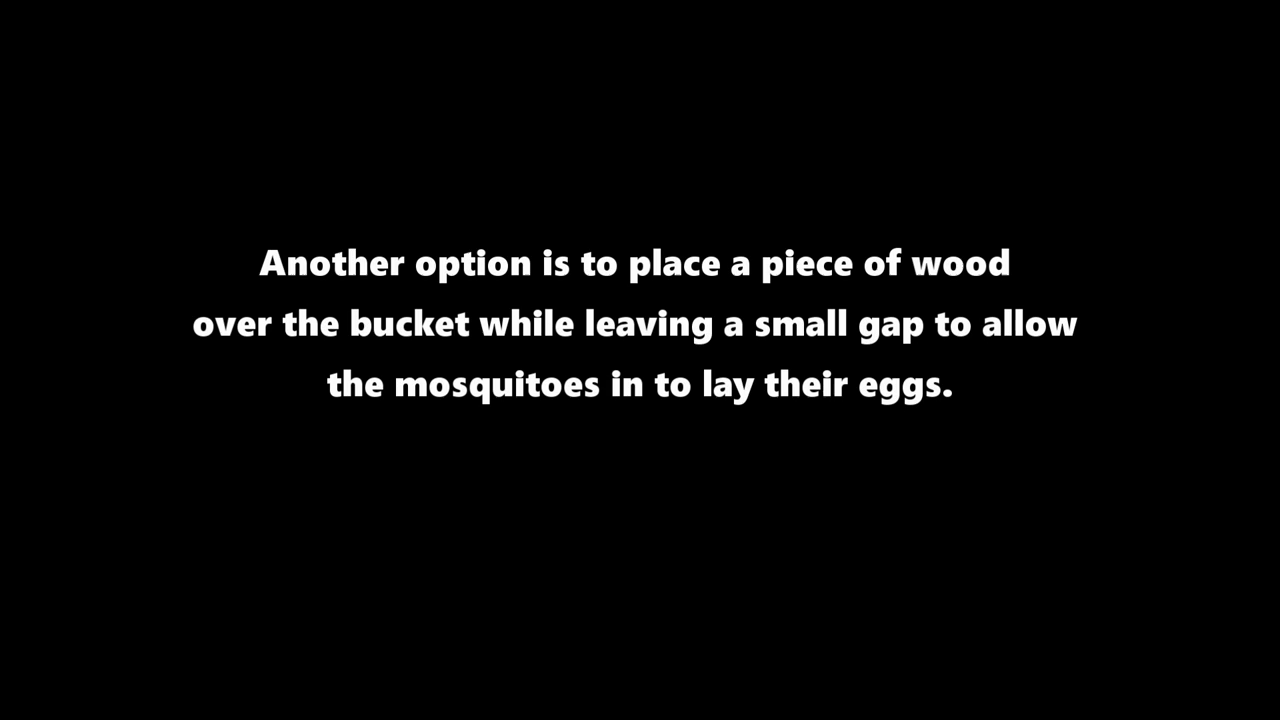 Another option is to place a piece of wood
over the bucket while leaving a small gap to allow
the mosquitoes in to lay their eggs.